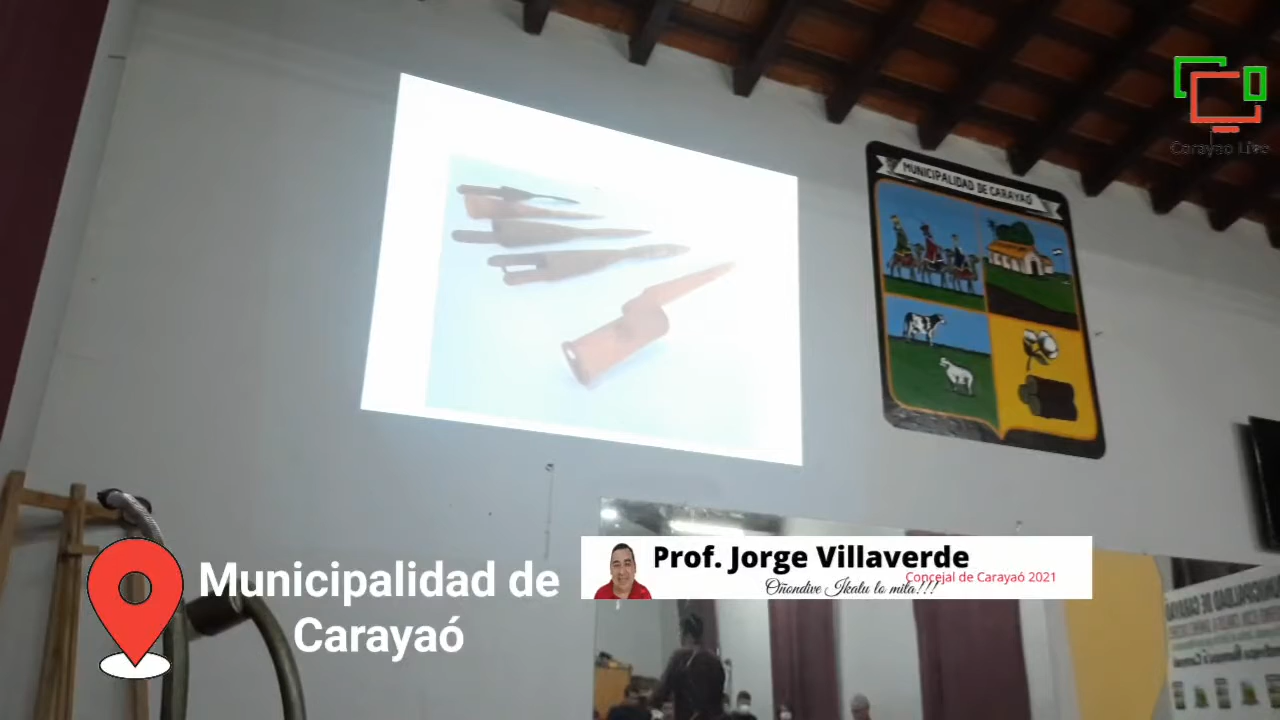 Carayao Live
MUNICIPALIDAD DE CARAYAÓ
Prof. Jorge Villaverde
Concejal de Carayaó 2021
Oñondive Ikatu lo mita!!!
Municipalidad de
Carayaó